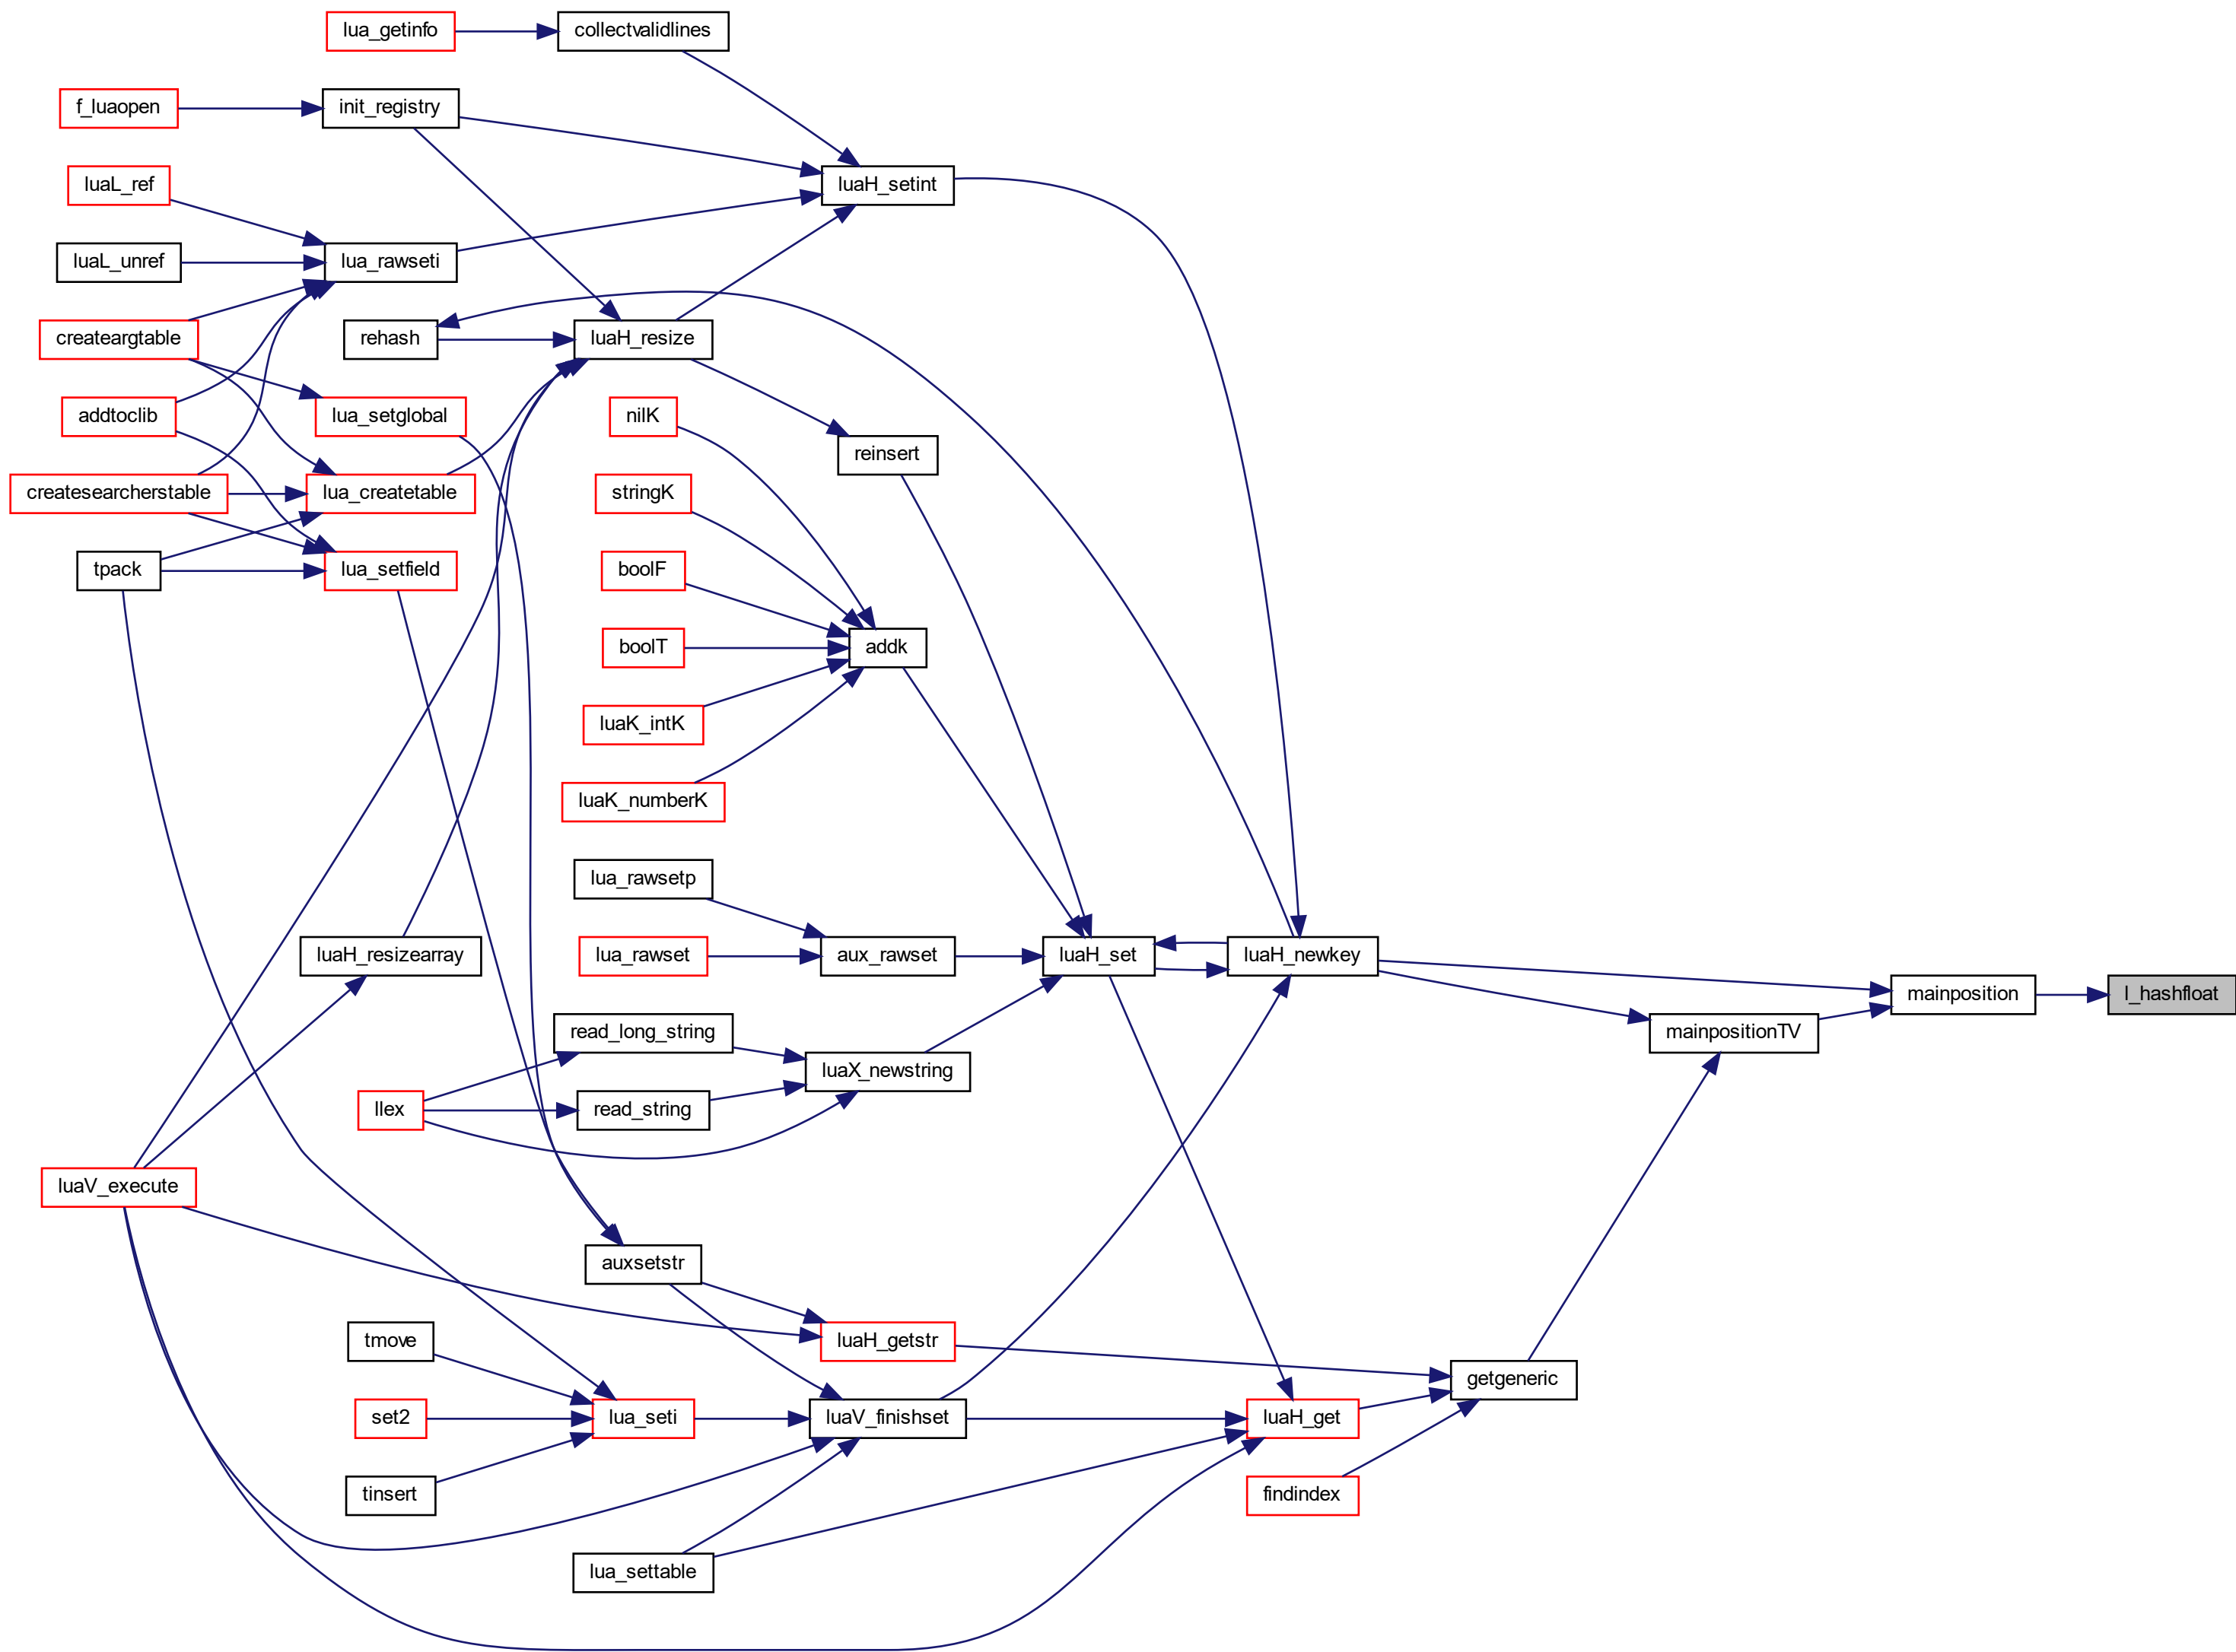 lua_getinfo
collectvalidlines
f_luaopen
init_registry
luaL_ref
luaH_setint
luaL_unref
lua_rawseti
createargtable
rehash
luaH_resize
addtoclib
lua_setglobal
nilK
reinsert
createsearcherstable
lua_createtable
stringK
tpack
lua_setfield
boolF
boolT
addk
luaK_intK
luaK_numberK
lua_rawsetp
luaH_resizearray
lua_rawset
aux_rawset
luaH_set
luaH_newkey
mainposition
l_hashfloat
read_long_string
mainpositionTV
luaX_newstring
llex
read_string
luaV_execute
auxsetstr
tmove
luaH_getstr
getgeneric
set2
lua_seti
luaV_finishset
luaH_get
tinsert
findindex
lua_settable